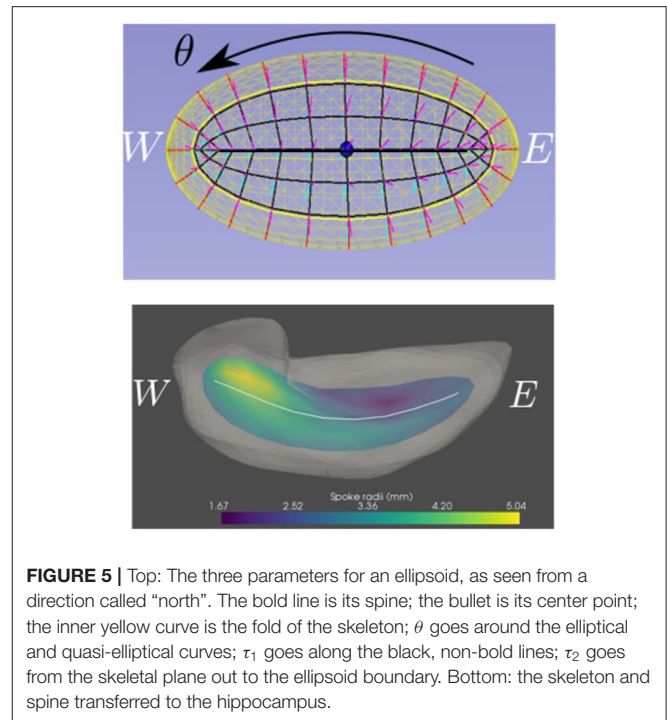 θ
W
E
W
E
Spoke radii (mm)
1.67 2.52 3.36 4.20 5.04
FIGURE 5 | Top: The three parameters for an ellipsoid, as seen from a
direction called “north”. The bold line is its spine; the bullet is its center point;
the inner yellow curve is the fold of the skeleton; θ goes around the elliptical
and quasi-elliptical curves; τ₁ goes along the black, non-bold lines; τ₂ goes
from the skeletal plane out to the ellipsoid boundary. Bottom: the skeleton and
spine transferred to the hippocampus.